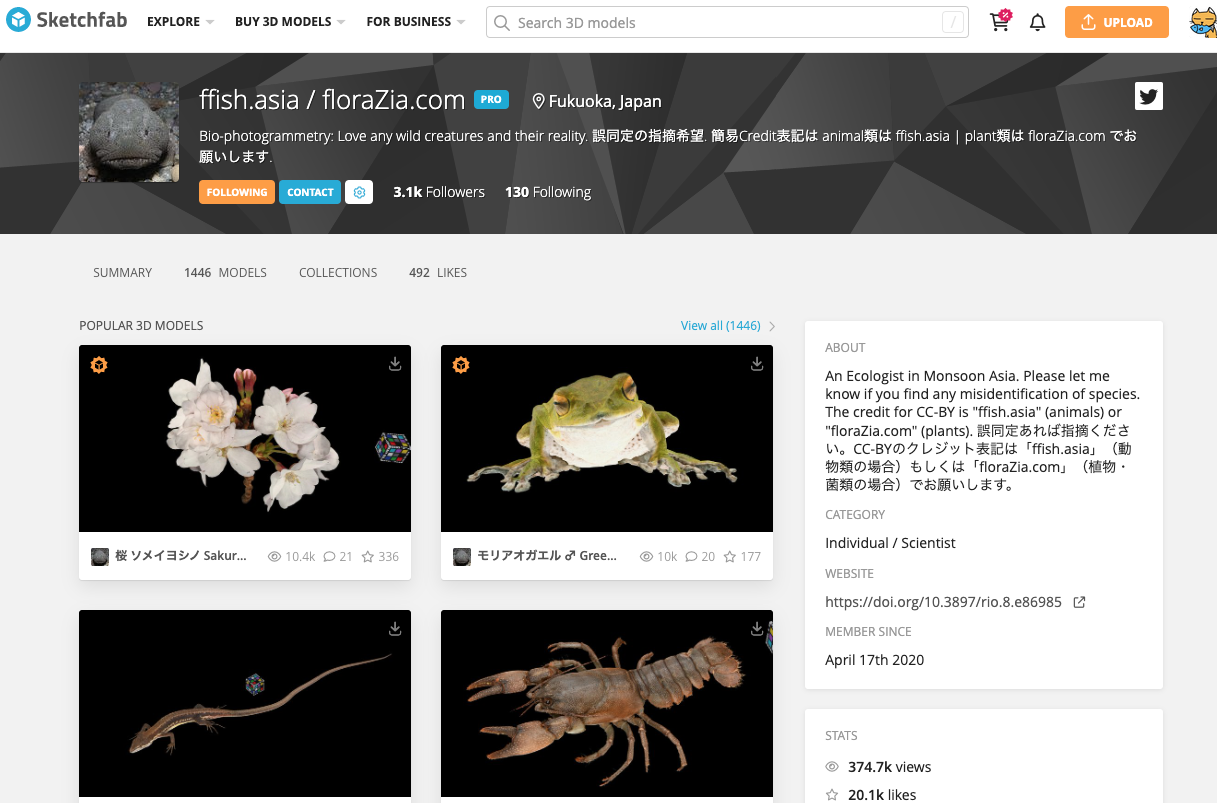 Sketchfab EXPLORE BUY 3D MODELS FOR BUSINESS Search 3D models / % UPLOAD
ffish.asia / floraZia.com PRO Fukuoka, Japan
Bio-photogrammetry: Love any wild creatures and their reality. 誤同定の指摘希望. 簡易Credit表記は animal類は ffish.asia | plant類は floraZia.com でお
願いします.
FOLLOWING CONTACT 3.1k Followers 130 Following
SUMMARY 1446 MODELS COLLECTIONS 492 LIKES
POPULAR 3D MODELS View all (1446)
桜 ソメイヨシノ Sakur... 10.4k 21 336
モリアオガエル ♂ Gree... 10k 20 177
ABOUT
An Ecologist in Monsoon Asia. Please let me
know if you find any misidentification of species.
The credit for CC-BY is "ffish.asia" (animals) or
"floraZia.com" (plants). 誤同定あれば指摘くださ
い。CC-BYのクレジット表記は「ffish.asia」（動
物類の場合）もしくは「floraZia.com」（植物・
菌類の場合）でお願いします。
CATEGORY
Individual / Scientist
WEBSITE
https://doi.org/10.3897/rio.8.e86985
MEMBER SINCE
April 17th 2020
STATS
374.7k views
20.1k likes